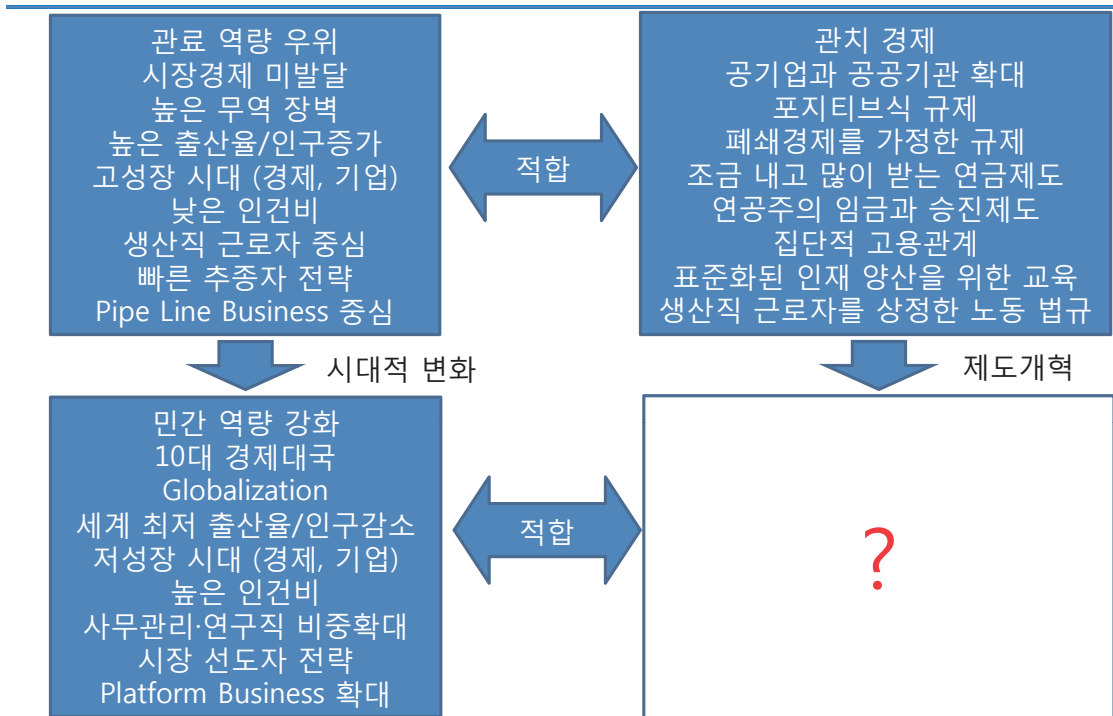 관료 역량 우위
시장경제 미발달
높은 무역 장벽
높은 출산율/인구증가
고성장 시대 (경제, 기업)
낮은 인건비
생산직 근로자 중심
빠른 추종자 전략
Pipe Line Business 중심
적합
관치 경제
공기업과 공공기관 확대
포지티브식 규제
폐쇄경제를 가정한 규제
조금 내고 많이 받는 연금제도
연공주의 임금과 승진제도
집단적 고용관계
표준화된 인재 양산을 위한 교육
생산직 근로자를 상정한 노동 법규
시대적 변화
제도개혁
민간 역량 강화
10대 경제대국
Globalization
세계 최저 출산율/인구감소
저성장 시대 (경제, 기업)
높은 인건비
사무관리·연구직 비중확대
시장 선도자 전략
Platform Business 확대
적합
?